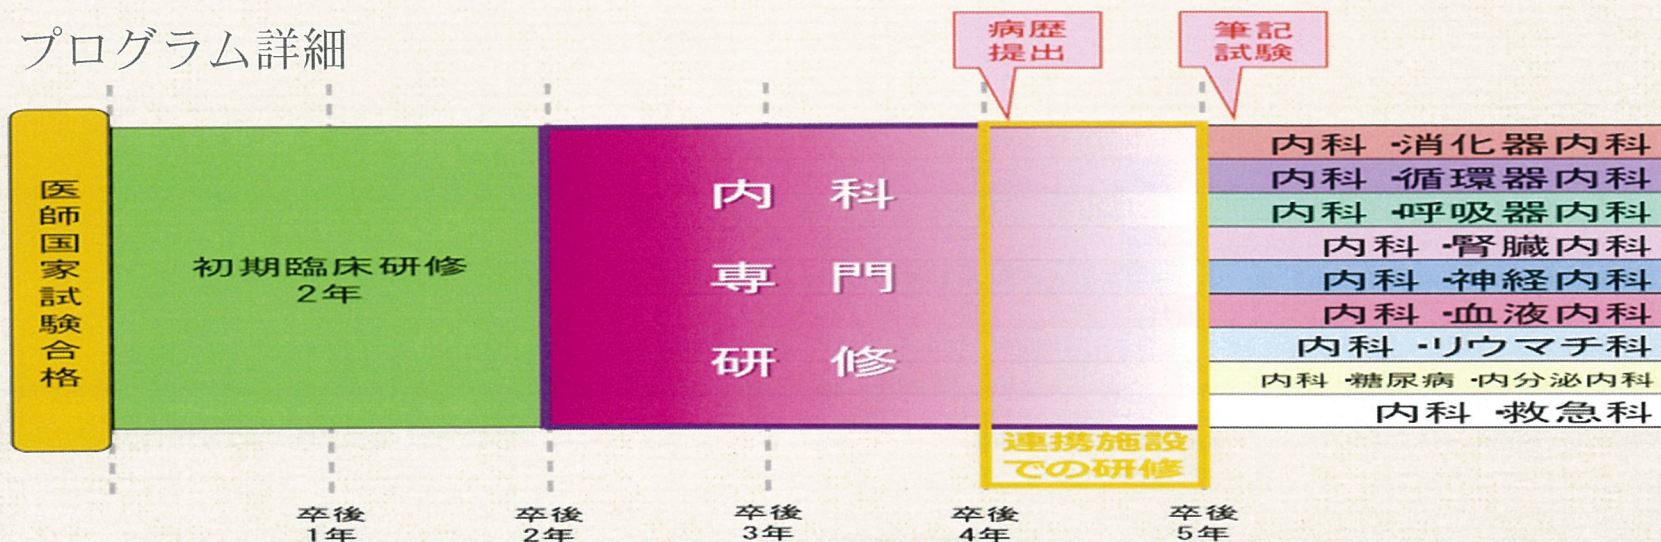 プログラム詳細
病歴
提出
筆記
試験
医師国家試験合格
初期臨床研修
2年
内科
専門
研修
連携施設
での研修
内科・消化器内科
内科・循環器内科
内科・呼吸器内科
内科・腎臓内科
内科・神経内科
内科・血液内科
内科・リウマチ科
内科・糖尿病・内分泌内科
内科・救急科
卒後
1年
卒後
2年
卒後
3年
卒後
4年
卒後
5年